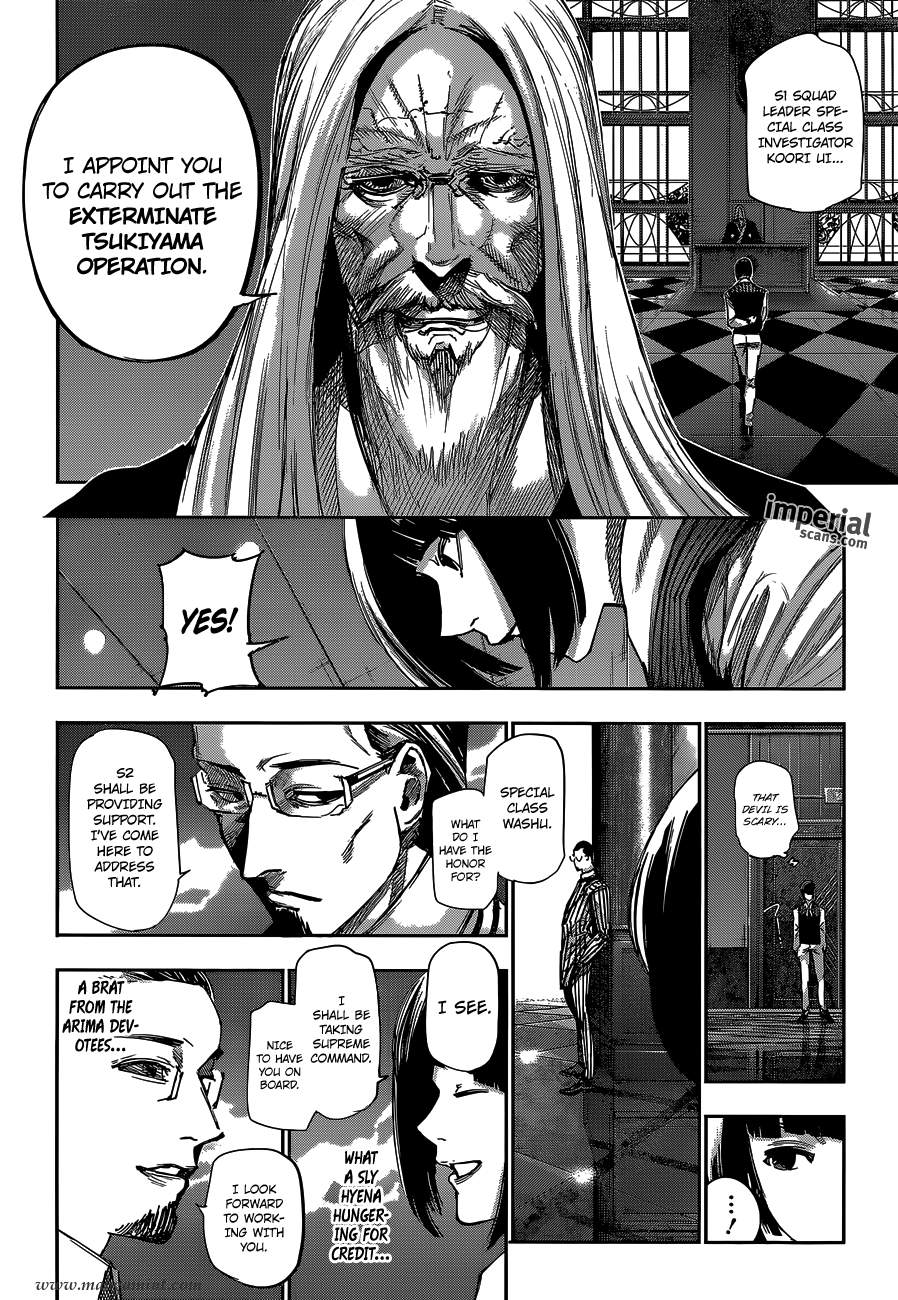 S1 SQUAD
LEADER SPE-
CIAL CLASS
INVESTIGATOR
KOORI UI...
I APPOINT YOU
TO CARRY OUT THE
EXTERMINATE
TSUKIYAMA
OPERATION.
imperial
scans.com
YES!
THAT
DEVIL IS
SCARY...
...!
SPECIAL
CLASS
WASHU.
WHAT
DO I
HAVE THE
HONOR
FOR?
S2
SHALL BE
PROVIDING
SUPPORT.
I'VE COME
HERE TO
ADDRESS
THAT.
I SEE.
I
SHALL BE
TAKING
SUPREME
COMMAND.
NICE
TO HAVE
YOU ON
BOARD.
WHAT
A SLY
HYENA
HUNGER-
ING FOR
CREDIT...
A BRAT
FROM THE
ARIMA DEV-
OTEES...
I LOOK
FORWARD
TO WORK-
ING WITH
YOU.